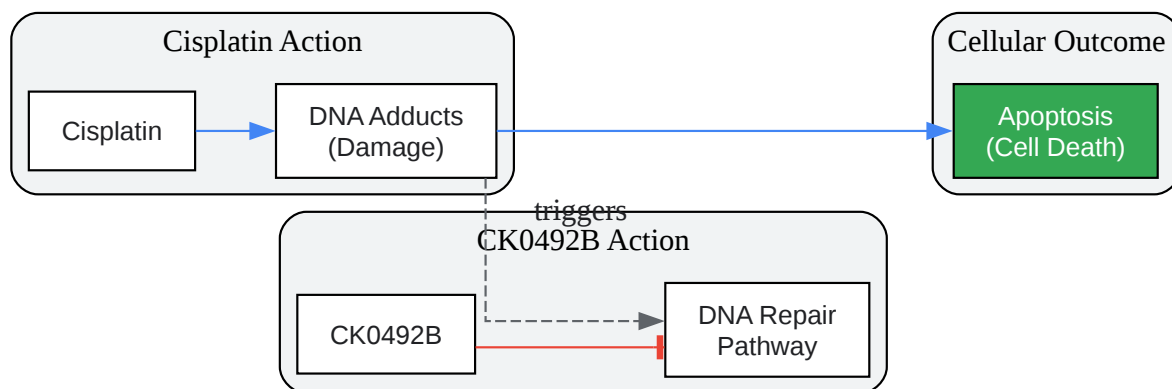 Cisplatin Action
Cellular Outcome
Cisplatin
DNA Adducts
(Damage)
Apoptosis
(Cell Death)
triggers
CK0492B Action
CK0492B
DNA Repair
Pathway